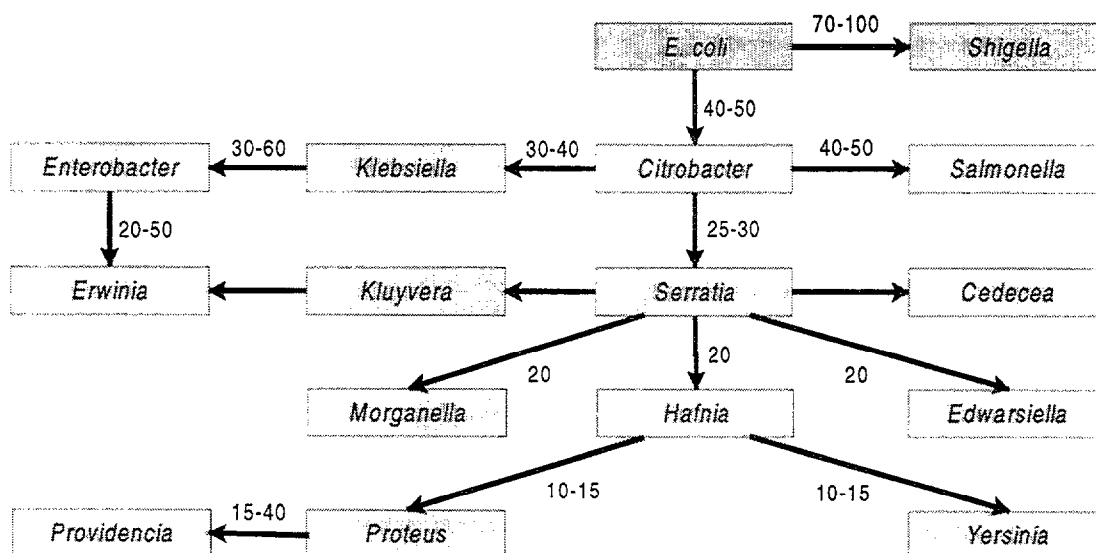 70-100
E. coli
Shigella
40-50
30-60
30-40
40-50
Enterobacter
Klebsiella
Citrobacter
Salmonella
20-50
25-30
Erwinia
Kluyvera
Serratia
Cedecea
20
20
20
Morganella
Hafnia
Edwarsiella
10-15
10-15
15-40
Providencia
Proteus
Yersinia